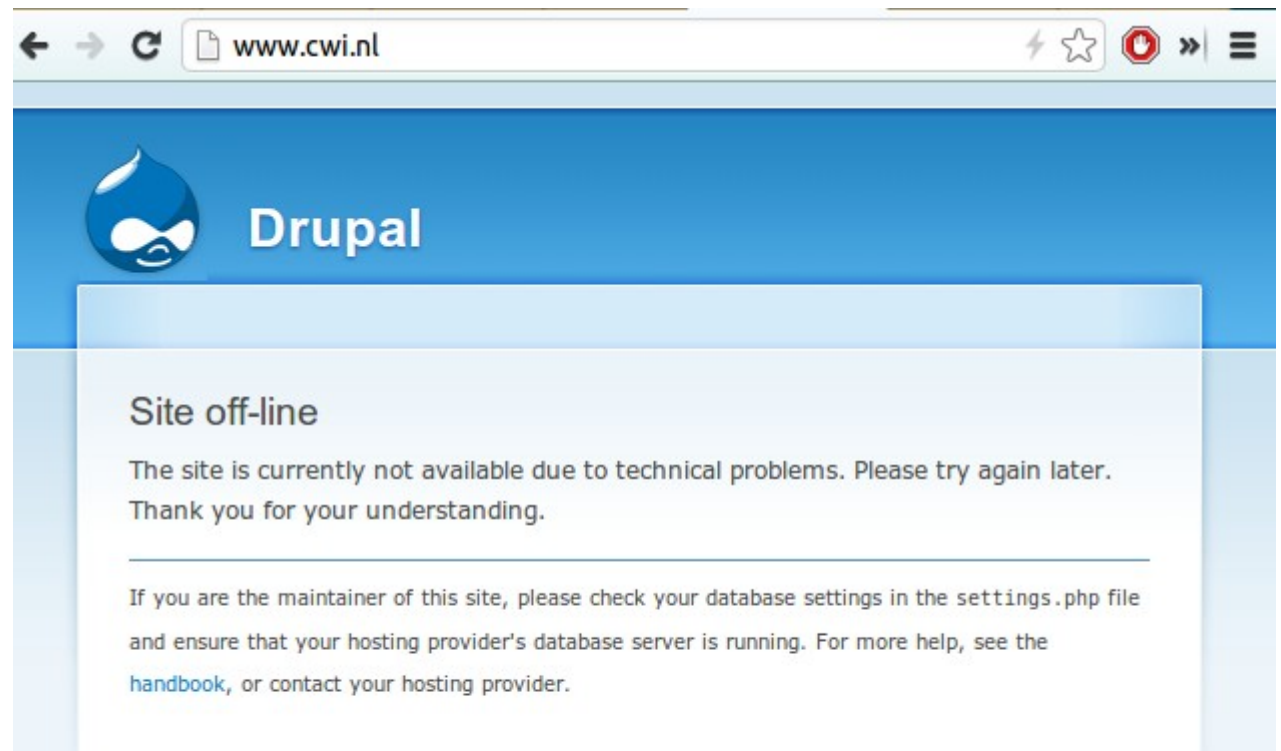 www.cwi.nl
Drupal
Site off-line
The site is currently not available due to technical problems. Please try again later.
Thank you for your understanding.
If you are the maintainer of this site, please check your database settings in the settings.php file
and ensure that your hosting provider's database server is running. For more help, see the
handbook, or contact your hosting provider.